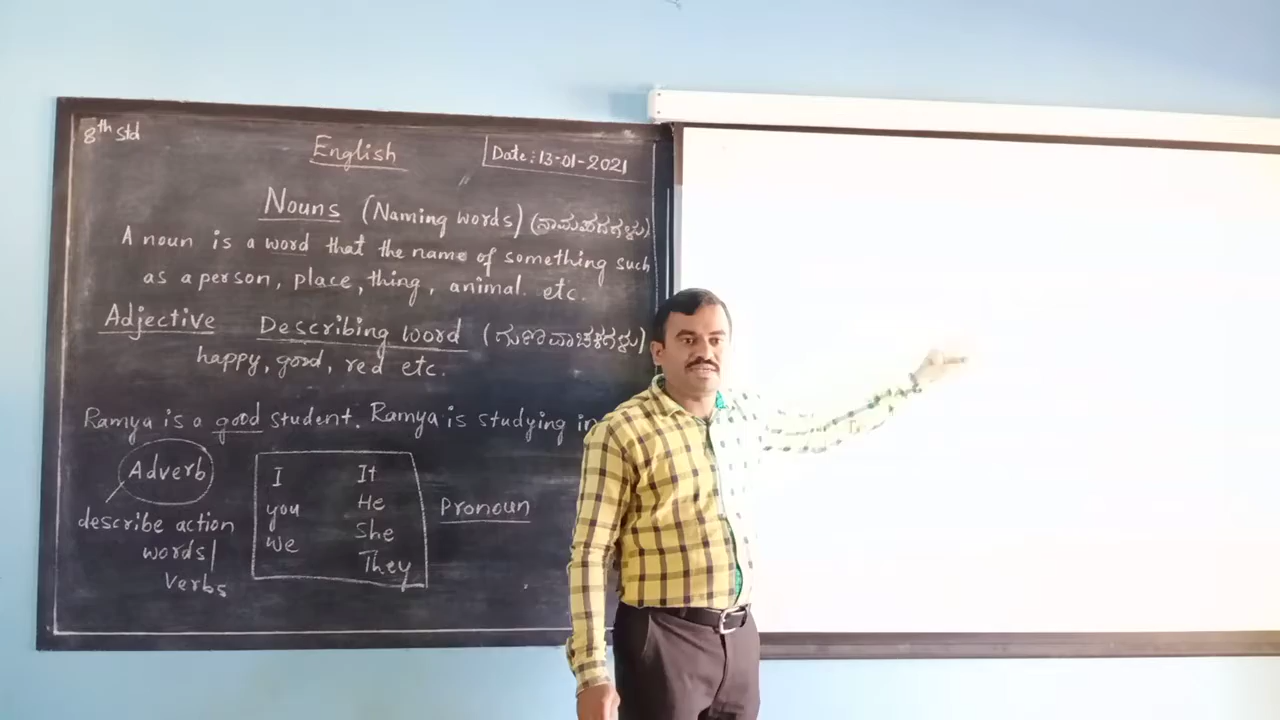 8th Std
English
Date: 13-01-2021
Nouns (Naming words) (ನಾಮಪದಗಳು)
A noun is a word that the name of something such
as a person, place, thing, animal. etc.
Adjective Describing word (ಗುಣವಾಚಕಗಳು)
happy, good, red etc.
Ramya is a good student. Ramya is studying in
Adverb
describe action
words/
verbs
I It
you He
We She
They
Pronoun